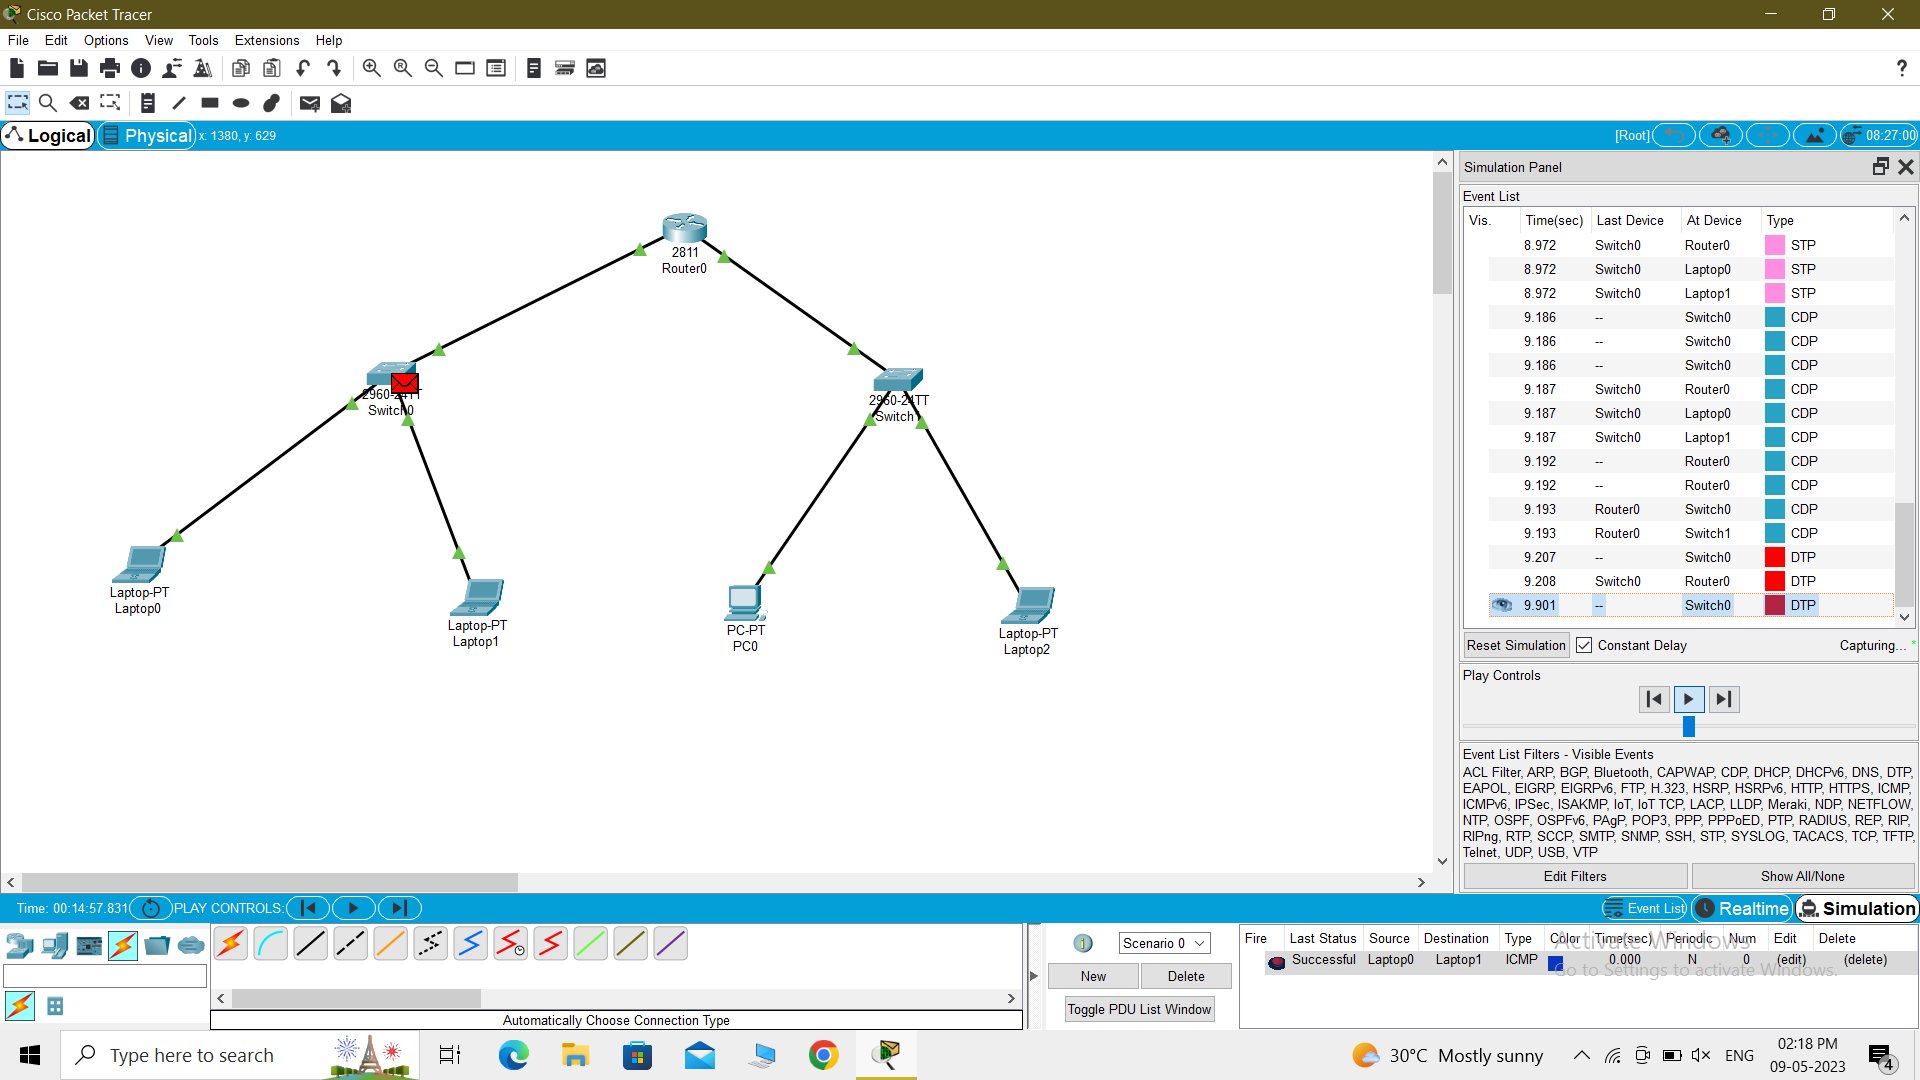 Cisco Packet Tracer
File Edit Options View Tools Extensions Help
?
Logical Physical x: 1380, y: 629 [Root] 08:27:00
2811
Router0
2960-24TT
Switch0
2960-24TT
Switch
Laptop-PT
Laptop0
Laptop-PT
Laptop1
PC-PT
PC0
Laptop-PT
Laptop2
Simulation Panel
Event List
Vis. Time(sec) Last Device At Device Type
8.972 Switch0 Router0 STP
8.972 Switch0 Laptop0 STP
8.972 Switch0 Laptop1 STP
9.186 -- Switch0 CDP
9.186 -- Switch0 CDP
9.186 -- Switch0 CDP
9.187 Switch0 Router0 CDP
9.187 Switch0 Laptop0 CDP
9.187 Switch0 Laptop1 CDP
9.192 -- Router0 CDP
9.192 -- Router0 CDP
9.193 Router0 Switch0 CDP
9.193 Router0 Switch1 CDP
9.207 -- Switch0 DTP
9.208 Switch0 Router0 DTP
9.901 -- Switch0 DTP
Reset Simulation Constant Delay Capturing... *
Play Controls
Event List Filters - Visible Events
ACL Filter, ARP, BGP, Bluetooth, CAPWAP, CDP, DHCP, DHCPv6, DNS, DTP,
EAPOL, EIGRP, EIGRPv6, FTP, H.323, HSRP, HSRPv6, HTTP, HTTPS, ICMP,
ICMPv6, IPSec, ISAKMP, IoT, IoT TCP, LACP, LLDP, Meraki, NDP, NETFLOW,
NTP, OSPF, OSPFv6, PAgP, POP3, PPP, PPPoED, PTP, RADIUS, REP, RIP,
RIPng, RTP, SCCP, SMTP, SNMP, SSH, STP, SYSLOG, TACACS, TCP, TFTP,
Telnet, UDP, USB, VTP
Edit Filters Show All/None
Time: 00:14:57.831 PLAY CONTROLS: Event List Realtime Simulation
Automatically Choose Connection Type
1 Scenario 0
New Delete
Toggle PDU List Window
Fire Last Status Source Destination Type Color Time(sec) Periodic Num Edit Delete
Successful Laptop0 Laptop1 ICMP 0.000 N 0 (edit) (delete)
Activate Windows
Go to Settings to activate Windows.
Type here to search
30°C Mostly sunny
ENG
02:18 PM
09-05-2023
4